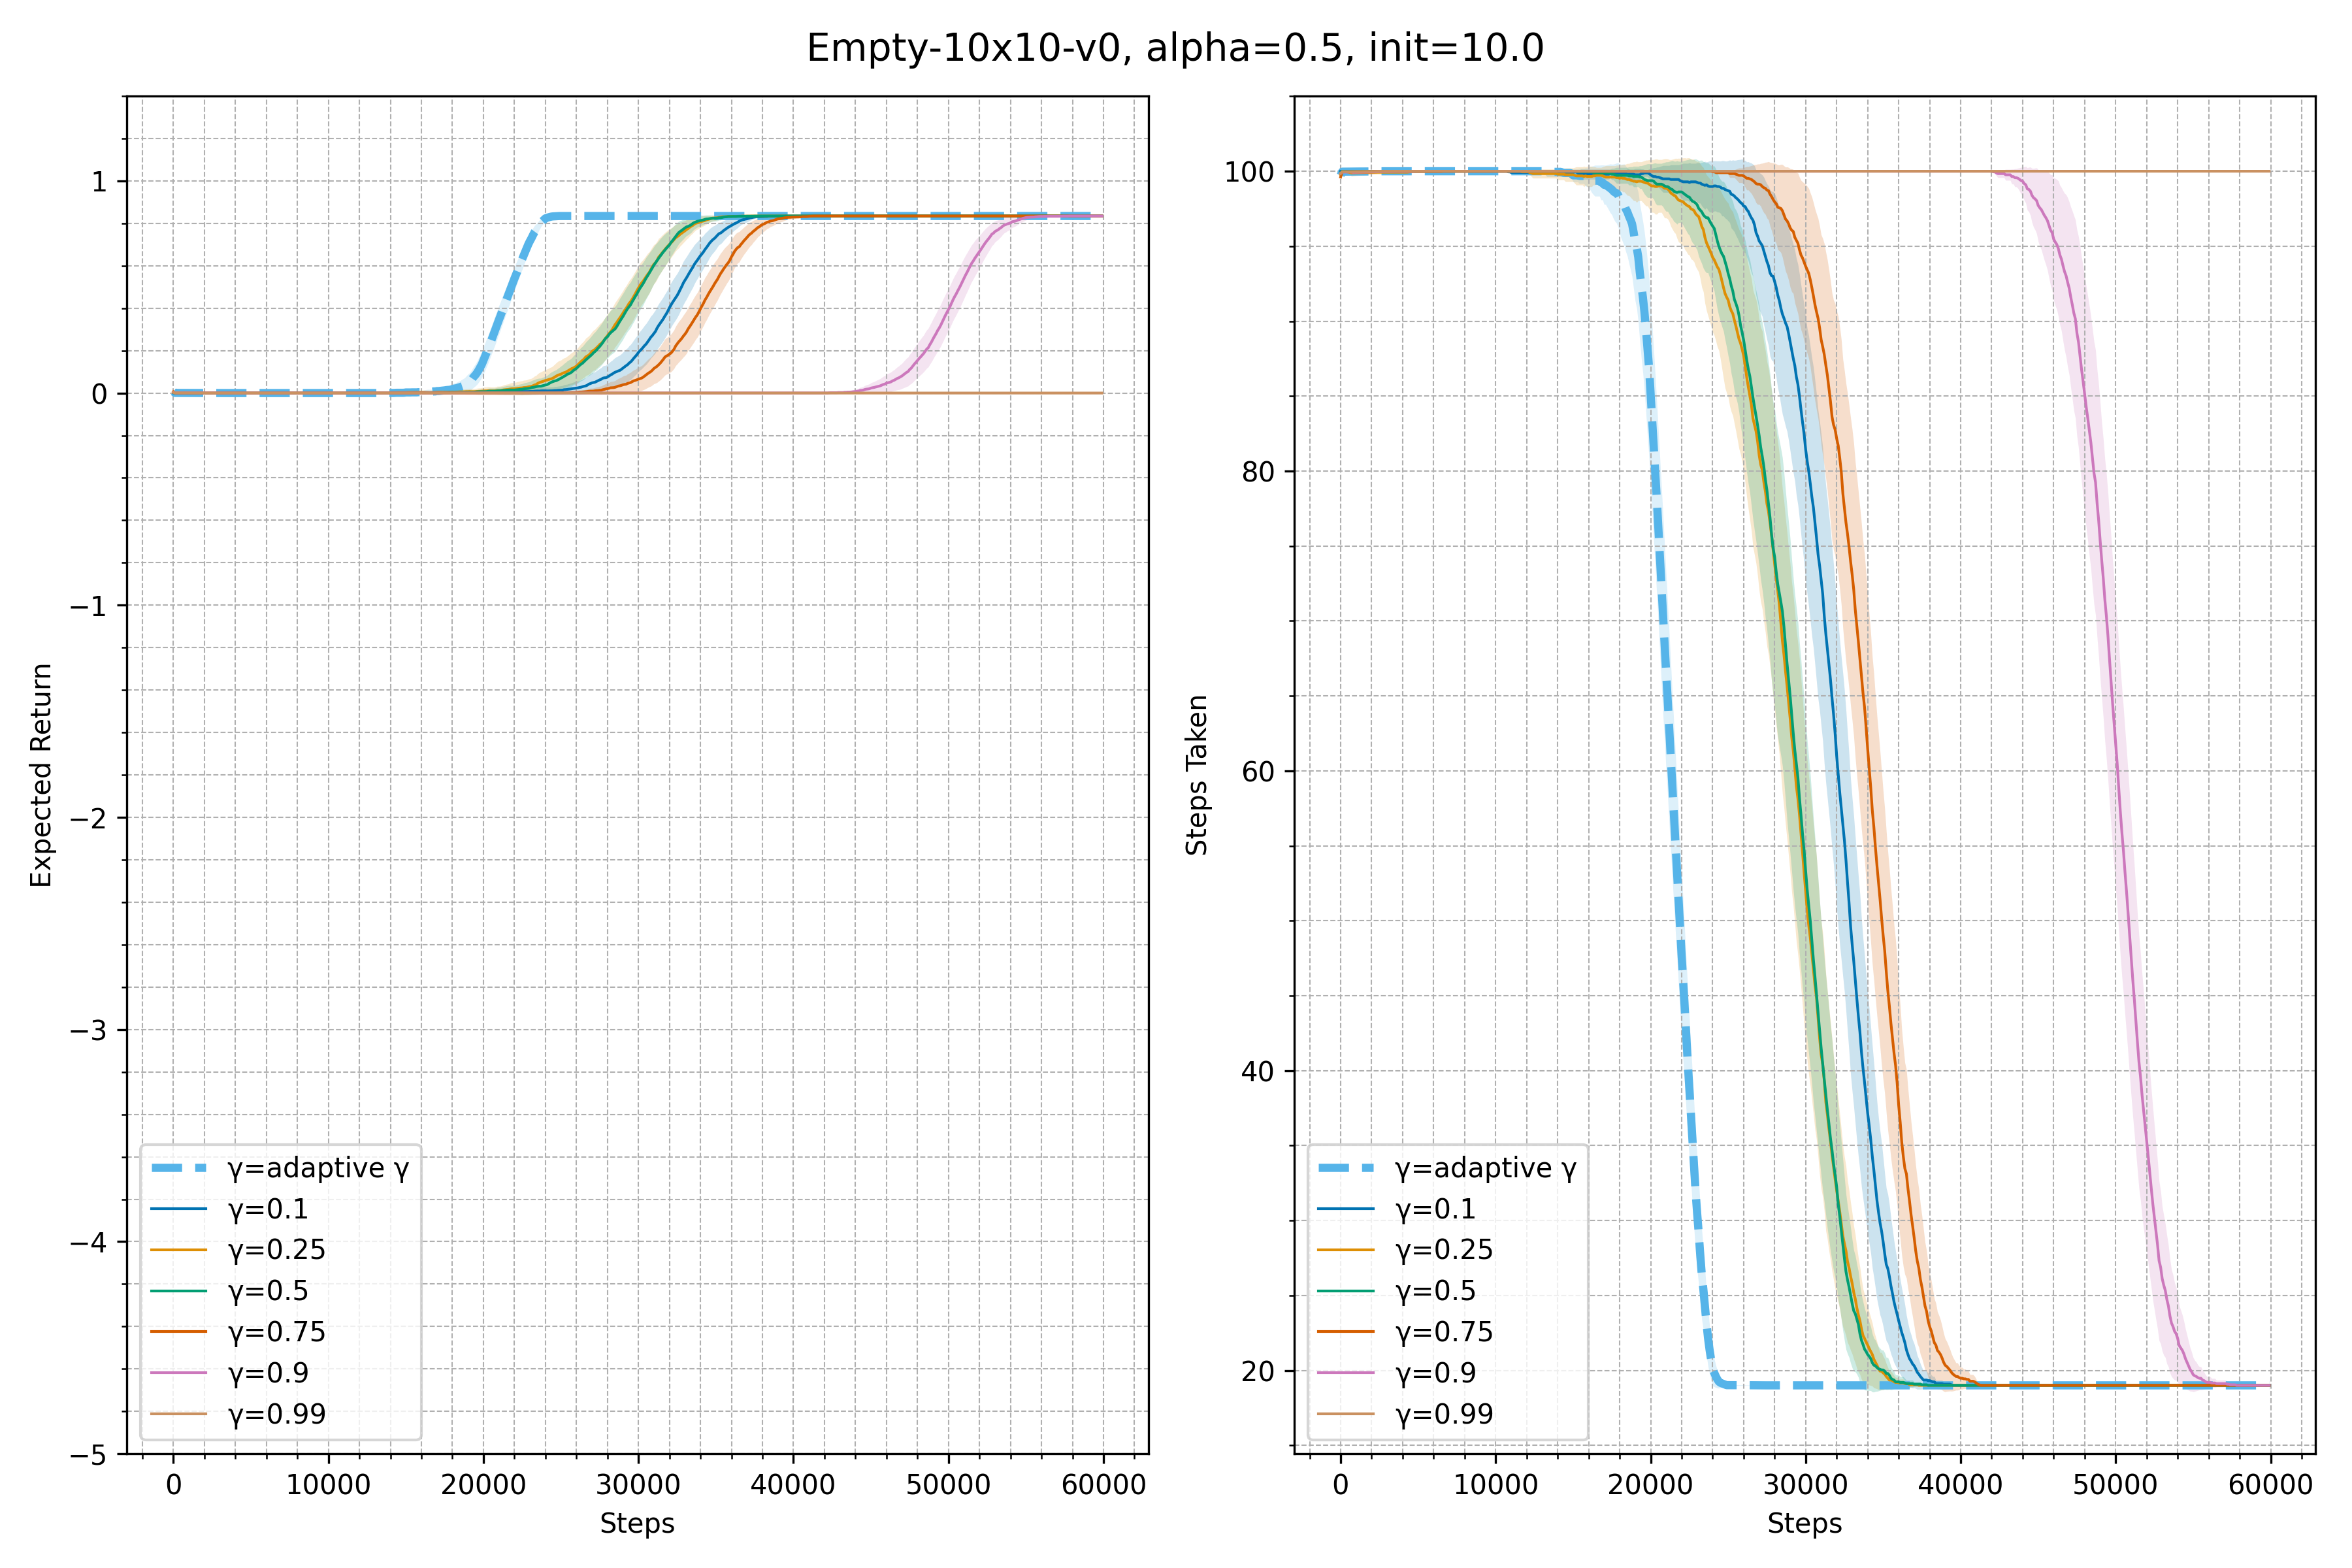 Empty-10x10-v0, alpha=0.5, init=10.0
Expected Return
1
0
−1
−2
−3
−4
−5
γ=adaptive γ
γ=0.1
γ=0.25
γ=0.5
γ=0.75
γ=0.9
γ=0.99
0 10000 20000 30000 40000 50000 60000
Steps
Steps Taken
100
80
60
40
20
γ=adaptive γ
γ=0.1
γ=0.25
γ=0.5
γ=0.75
γ=0.9
γ=0.99
0 10000 20000 30000 40000 50000 60000
Steps